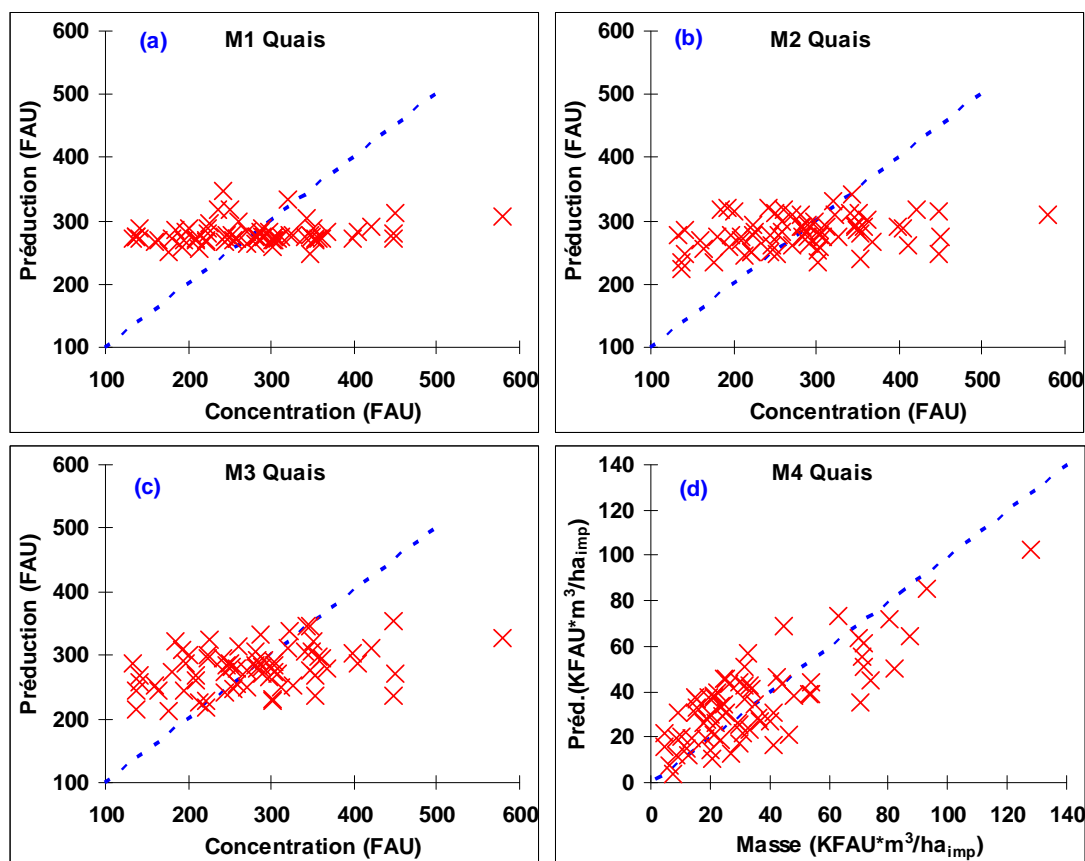 (a) M1 Quais
Préduction (FAU)
600
500
400
300
200
100
100 200 300 400 500 600
Concentration (FAU)
(b) M2 Quais
Préduction (FAU)
600
500
400
300
200
100
100 200 300 400 500 600
Concentration (FAU)
(c) M3 Quais
Préduction (FAU)
600
500
400
300
200
100
100 200 300 400 500 600
Concentration (FAU)
(d) M4 Quais
Préd.(KFAU*m³/ha_imp)
140
120
100
80
60
40
20
0
0 20 40 60 80 100 120 140
Masse (KFAU*m³/ha_imp)